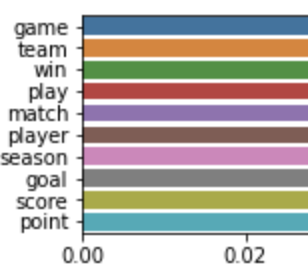 game
team
win
play
match
player
season
goal
score
point
0.00 0.02